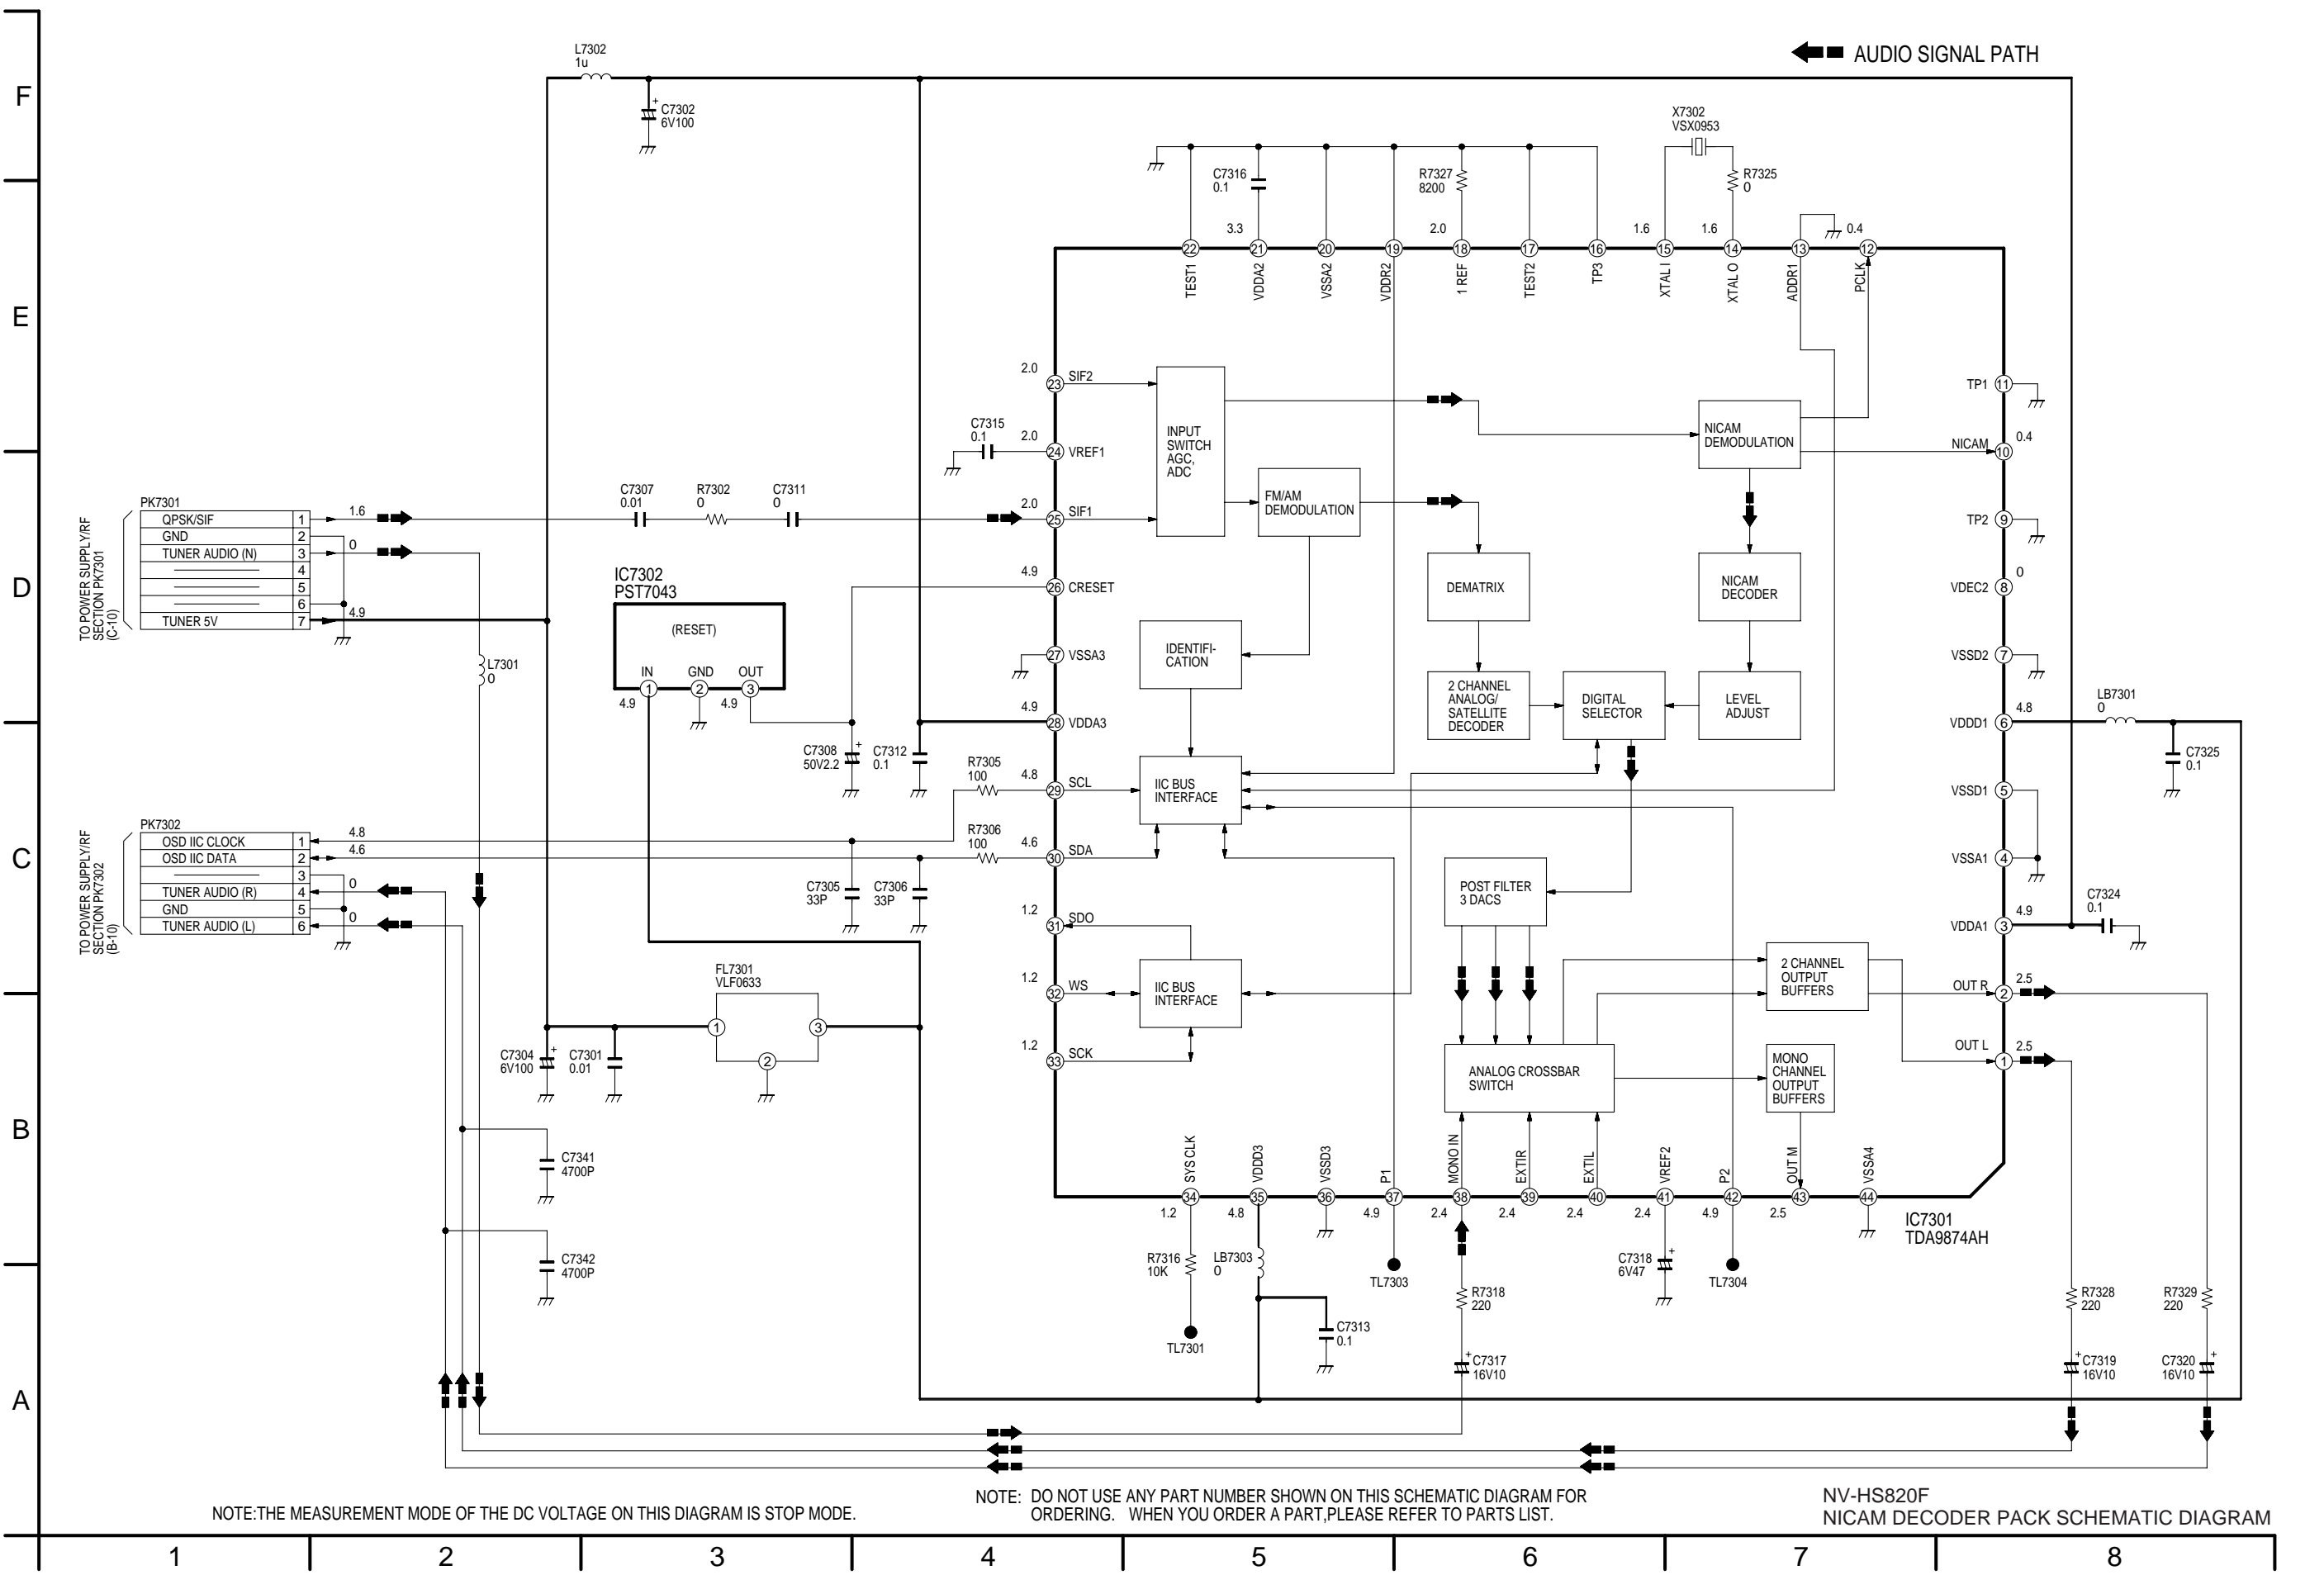 AUDIO SIGNAL PATH
L7302
1u
C7302
6V100
X7302
VSX0953
R7325
0
C7316
0.1
R7327
8200
3.3
2.0
1.6
1.6
0.4
22
21
20
19
18
17
16
15
14
13
12
TEST1
VDDA2
VSSA2
VDDR2
1 REF
TEST2
TP3
XTAL I
XTAL O
ADDR1
PCLK
F
E
D
C
B
A
2.0
23
SIF2
C7315
0.1
2.0
24
VREF1
2.0
25
SIF1
4.9
26
CRESET
27
VSSA3
4.9
28
VDDA3
R7305
100
4.8
29
SCL
R7306
100
4.6
30
SDA
1.2
31
SDO
1.2
32
WS
1.2
33
SCK
INPUT
SWITCH
AGC,
ADC
FM/AM
DEMODULATION
NICAM
DEMODULATION
DEMATRIX
NICAM
DECODER
IDENTIFI-
CATION
2 CHANNEL
ANALOG/
SATELLITE
DECODER
DIGITAL
SELECTOR
LEVEL
ADJUST
IIC BUS
INTERFACE
POST FILTER
3 DACS
IIC BUS
INTERFACE
2 CHANNEL
OUTPUT
BUFFERS
ANALOG CROSSBAR
SWITCH
MONO
CHANNEL
OUTPUT
BUFFERS
TP1
11
NICAM
10
0.4
TP2
9
VDEC2
8
0
VSSD2
7
VDDD1
6
4.8
LB7301
0
C7325
0.1
VSSD1
5
VSSA1
4
VDDA1
3
4.9
C7324
0.1
OUT R
2
2.5
OUT L
1
2.5
TO POWER SUPPLY/RF
SECTION PK7301
(C-10)
PK7301
QPSK/SIF 1
GND 2
TUNER AUDIO (N) 3
4
5
6
TUNER 5V 7
1.6
0
4.9
C7307
0.01
R7302
0
C7311
0
L7301
0
IC7302
PST7043
(RESET)
IN
GND
OUT
1
2
3
4.9
4.9
C7308
50V2.2
C7312
0.1
TO POWER SUPPLY/RF
SECTION PK7302
(B-10)
PK7302
OSD IIC CLOCK 1
OSD IIC DATA 2
3
TUNER AUDIO (R) 4
GND 5
TUNER AUDIO (L) 6
4.8
4.6
0
0
C7305
33P
C7306
33P
FL7301
VLF0633
1
2
3
C7304
6V100
C7301
0.01
C7341
4700P
C7342
4700P
SYS CLK
VDDD3
VSSD3
P1
MONO IN
EXTIR
EXTIL
VREF2
P2
OUT M
VSSA4
34
35
36
37
38
39
40
41
42
43
44
1.2
4.8
4.9
2.4
2.4
2.4
2.4
4.9
2.5
IC7301
TDA9874AH
R7316
10K
LB7303
0
TL7303
C7318
6V47
TL7304
R7318
220
R7328
220
R7329
220
TL7301
C7313
0.1
C7317
16V10
C7319
16V10
C7320
16V10
NOTE:THE MEASUREMENT MODE OF THE DC VOLTAGE ON THIS DIAGRAM IS STOP MODE.
NOTE: DO NOT USE ANY PART NUMBER SHOWN ON THIS SCHEMATIC DIAGRAM FOR
ORDERING. WHEN YOU ORDER A PART,PLEASE REFER TO PARTS LIST.
NV-HS820F
NICAM DECODER PACK SCHEMATIC DIAGRAM
1 2 3 4 5 6 7 8